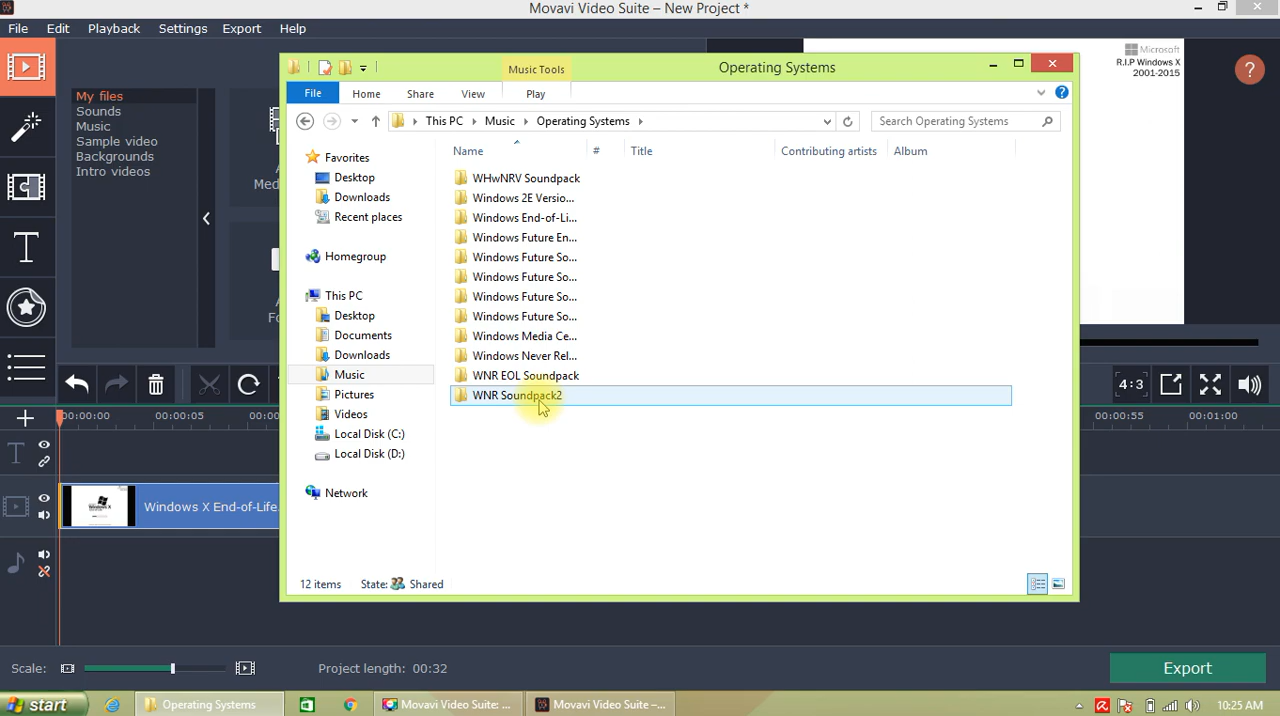 Movavi Video Suite – New Project *
File Edit Playback Settings Export Help
My files
Sounds
Music
Sample video
Backgrounds
Intro videos
A
Med
A
Fo
Music Tools
Operating Systems
File Home Share View Play
This PC Music Operating Systems
Search Operating Systems
Name # Title Contributing artists Album
Favorites
Desktop
Downloads
Recent places
Homegroup
This PC
Desktop
Documents
Downloads
Music
Pictures
Videos
Local Disk (C:)
Local Disk (D:)
Network
WHwNRV Soundpack
Windows 2E Versio...
Windows End-of-Li...
Windows Future En...
Windows Future So...
Windows Future So...
Windows Future So...
Windows Future So...
Windows Media Ce...
Windows Never Rel...
WNR EOL Soundpack
WNR Soundpack2
12 items State: Shared
Microsoft
R.I.P Windows X
2001-2015
?
4:3
00:00:00 00:00:05 00:00 00:00:55 00:01:00
T
Windows X
Windows X End-of-Life
Scale: Project length: 00:32
Export
start Operating Systems Movavi Video Suite: ... Movavi Video Suite –... 10:25 AM